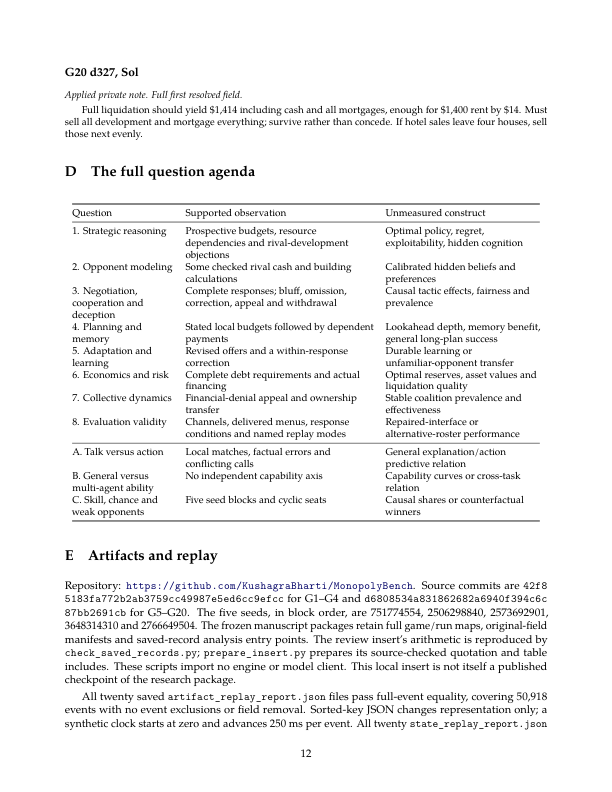 G20 d327, Sol
Applied private note. Full first resolved field.
Full liquidation should yield $1,414 including cash and all mortgages, enough for $1,400 rent by $14. Must
sell all development and mortgage everything; survive rather than concede. If hotel sales leave four houses, sell
those next evenly.
D The full question agenda
Question Supported observation Unmeasured construct
1. Strategic reasoning Prospective budgets, resource Optimal policy, regret,
dependencies and rival-development exploitability, hidden cognition
objections
2. Opponent modeling Some checked rival cash and building Calibrated hidden beliefs and
calculations preferences
3. Negotiation, Complete responses; bluff, omission, Causal tactic effects, fairness and
cooperation and correction, appeal and withdrawal prevalence
deception
4. Planning and Stated local budgets followed by dependent Lookahead depth, memory benefit,
memory payments general long-plan success
5. Adaptation and Revised offers and a within-response Durable learning or
learning correction unfamiliar-opponent transfer
6. Economics and risk Complete debt requirements and actual Optimal reserves, asset values and
financing liquidation quality
7. Collective dynamics Financial-denial appeal and ownership Stable coalition prevalence and
transfer effectiveness
8. Evaluation validity Channels, delivered menus, response Repaired-interface or
conditions and named replay modes alternative-roster performance
A. Talk versus action Local matches, factual errors and General explanation/action
conflicting calls predictive relation
B. General versus No independent capability axis Capability curves or cross-task
multi-agent ability relation
C. Skill, chance and Five seed blocks and cyclic seats Causal shares or counterfactual
weak opponents winners
E Artifacts and replay
Repository: https://github.com/KushagraBharti/MonopolyBench. Source commits are 42f8
5183fa772b2ab3759cc49987e5ed6cc9efcc for G1–G4 and d6808534a831862682a6940f394c6c
87bb2691cb for G5–G20. The five seeds, in block order, are 751774554, 2506298840, 2573692901,
3648314310 and 2766649504. The frozen manuscript packages retain full game/run maps, original-field
manifests and saved-record analysis entry points. The review insert's arithmetic is reproduced by
check_saved_records.py; prepare_insert.py prepares its source-checked quotation and table
includes. These scripts import no engine or model client. This local insert is not itself a published
checkpoint of the research package.
All twenty saved artifact_replay_report.json files pass full-event equality, covering 50,918
events with no event exclusions or field removal. Sorted-key JSON changes representation only; a
synthetic clock starts at zero and advances 250 ms per event. All twenty state_replay_report.json
12